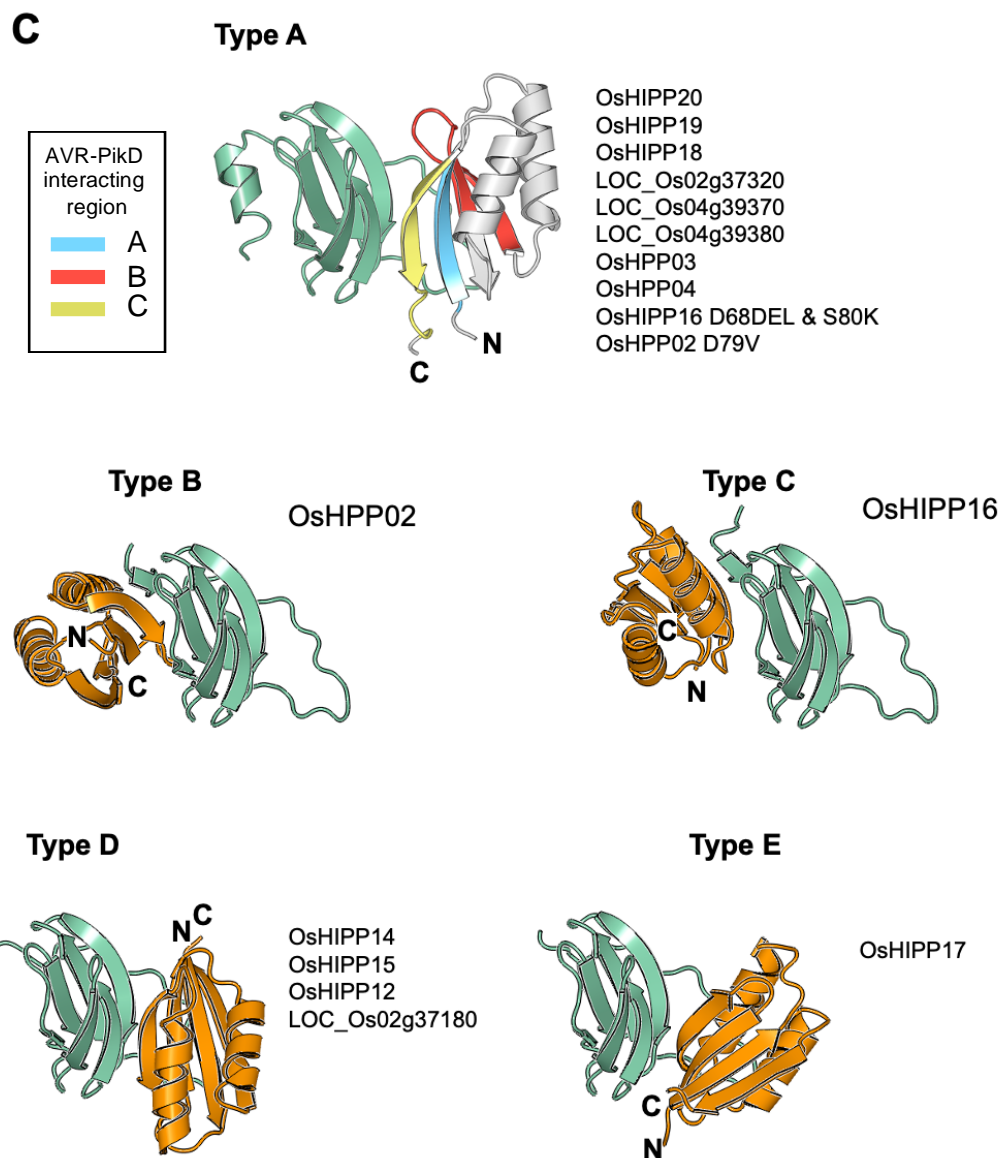 C
Type A
AVR-PikD
interacting
region
A
B
C
OsHIPP20
OsHIPP19
OsHIPP18
LOC_Os02g37320
LOC_Os04g39370
LOC_Os04g39380
OsHPP03
OsHPP04
OsHIPP16 D68DEL & S80K
OsHPP02 D79V
N
C
Type B
OsHPP02
N
C
Type C
OsHIPP16
C
N
Type D
N C
OsHIPP14
OsHIPP15
OsHIPP12
LOC_Os02g37180
Type E
OsHIPP17
C
N